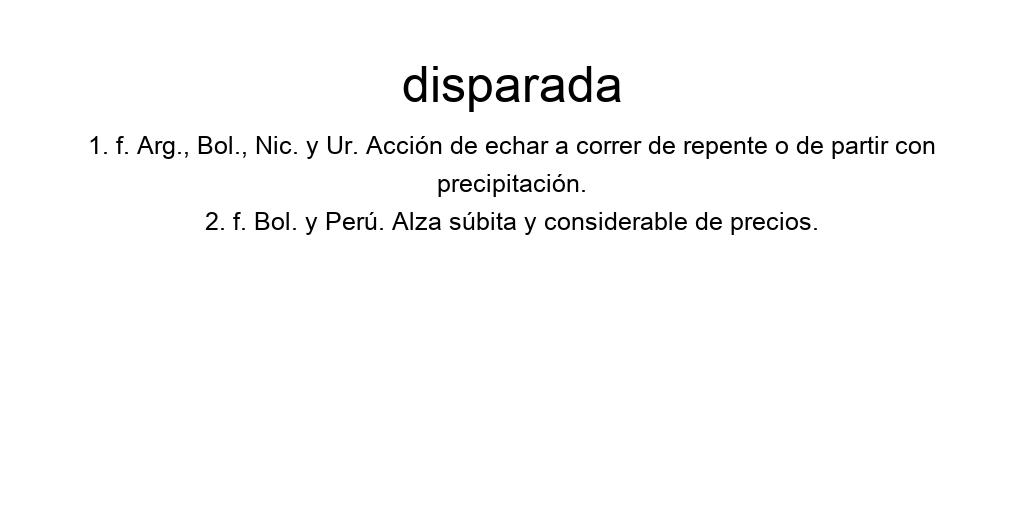 disparada
1. f. Arg., Bol., Nic. y Ur. Acción de echar a correr de repente o de partir con
precipitación.
2. f. Bol. y Perú. Alza súbita y considerable de precios.